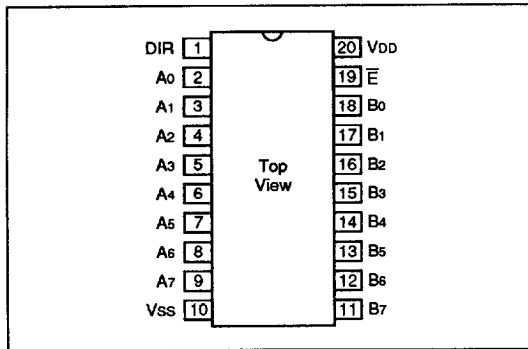 DIR 1 20 VDD
A0 2 19 E̅
A1 3 18 B0
A2 4 17 B1
A3 5 16 B2
Top
View
A4 6 15 B3
A5 7 14 B4
A6 8 13 B5
A7 9 12 B6
VSS 10 11 B7